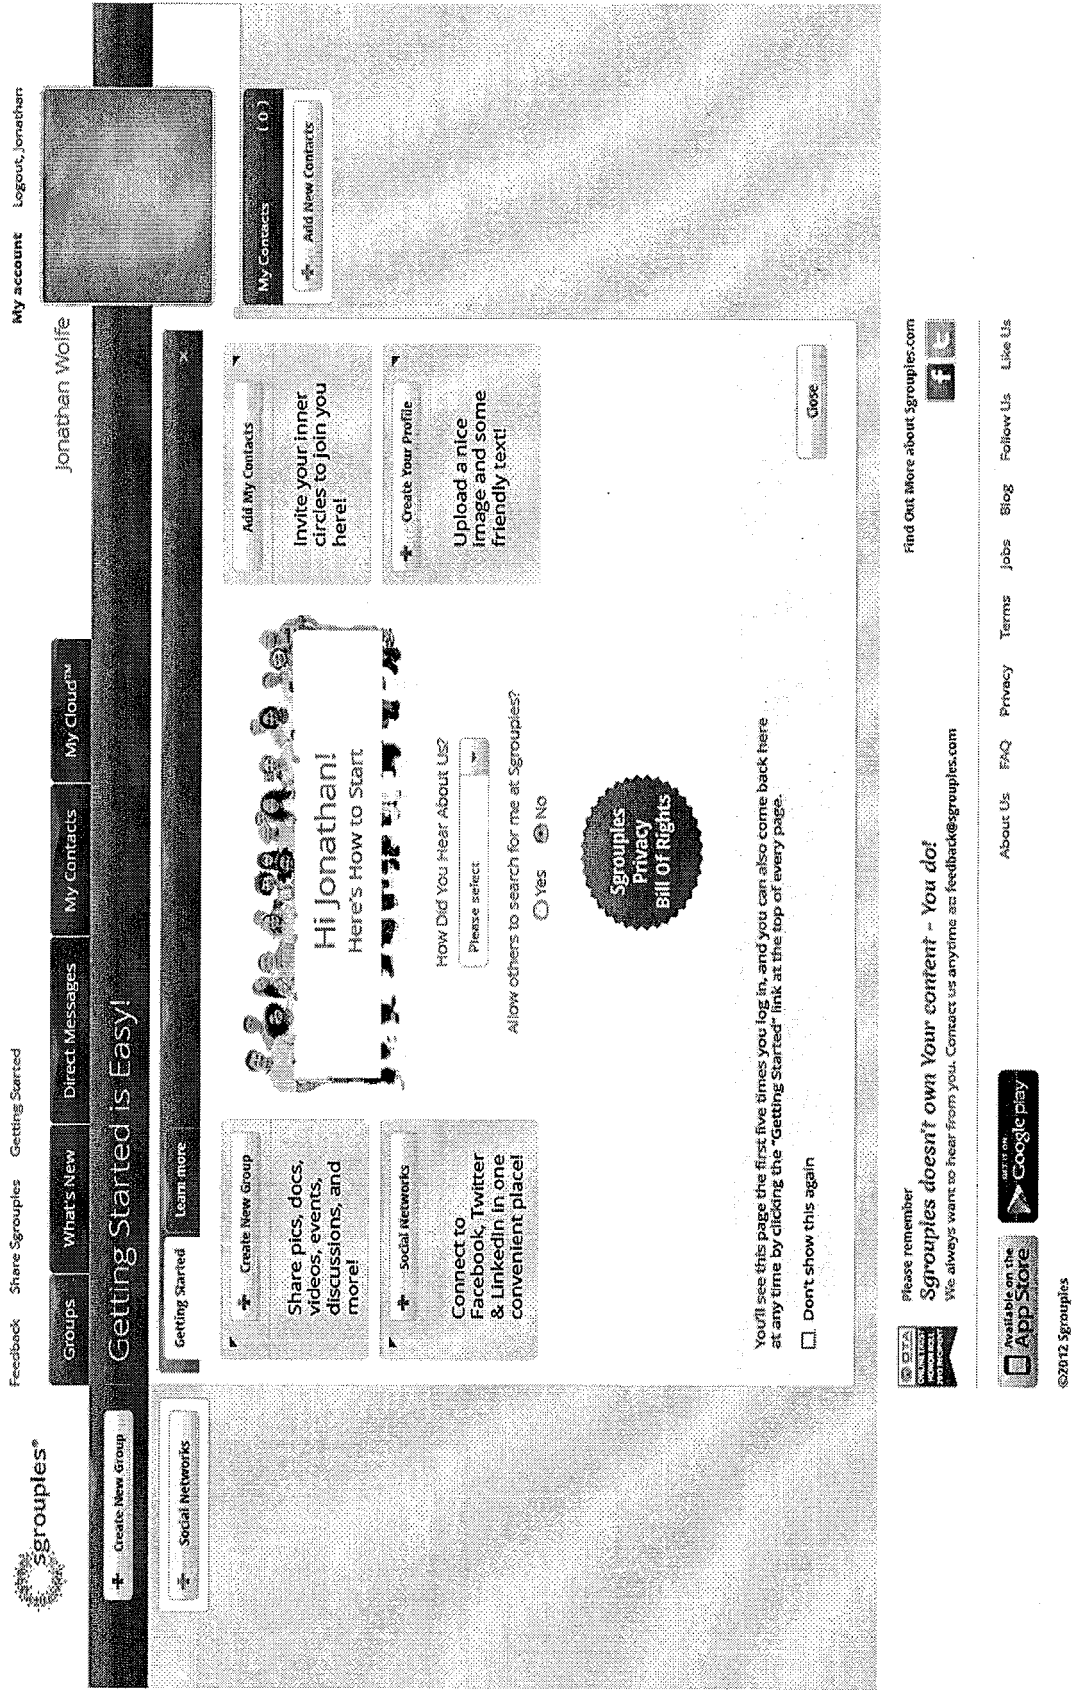 sgrouples®
Feedback Share Sgrouples Getting Started
My account Logout, Jonathan
Groups What's New Direct Messages My Contacts My Cloud™
Jonathan Wolfe
Create New Group
Getting Started is Easy!
Social Networks
Getting Started Learn more
x
Create New Group
Share pics, docs,
videos, events,
discussions, and
more!
Social Networks
Connect to
Facebook, Twitter
& LinkedIn in one
convenient place!
Hi Jonathan!
Here's How to Start
How Did You Hear About Us?
Please select
Allow others to search for me at Sgrouples?
Yes No
Sgrouples
Privacy
Bill Of Rights
Add My Contacts
Invite your inner
circles to join you
here!
Create Your Profile
Upload a nice
image and some
friendly text!
My Contacts ( 0 )
Add New Contacts
You'll see this page the first five times you log in, and you can also come back here
at any time by clicking the "Getting Started" link at the top of every page.
Don't show this again
Close
Please remember
Sgrouples doesn't own Your content - You do!
We always want to hear from you. Contact us anytime at: feedback@sgrouples.com
Find Out More about Sgrouples.com
OTA
Available on the
App Store
GET IT ON
Google play
About Us FAQ Privacy Terms Jobs Blog Follow Us Like Us
©2012 Sgrouples